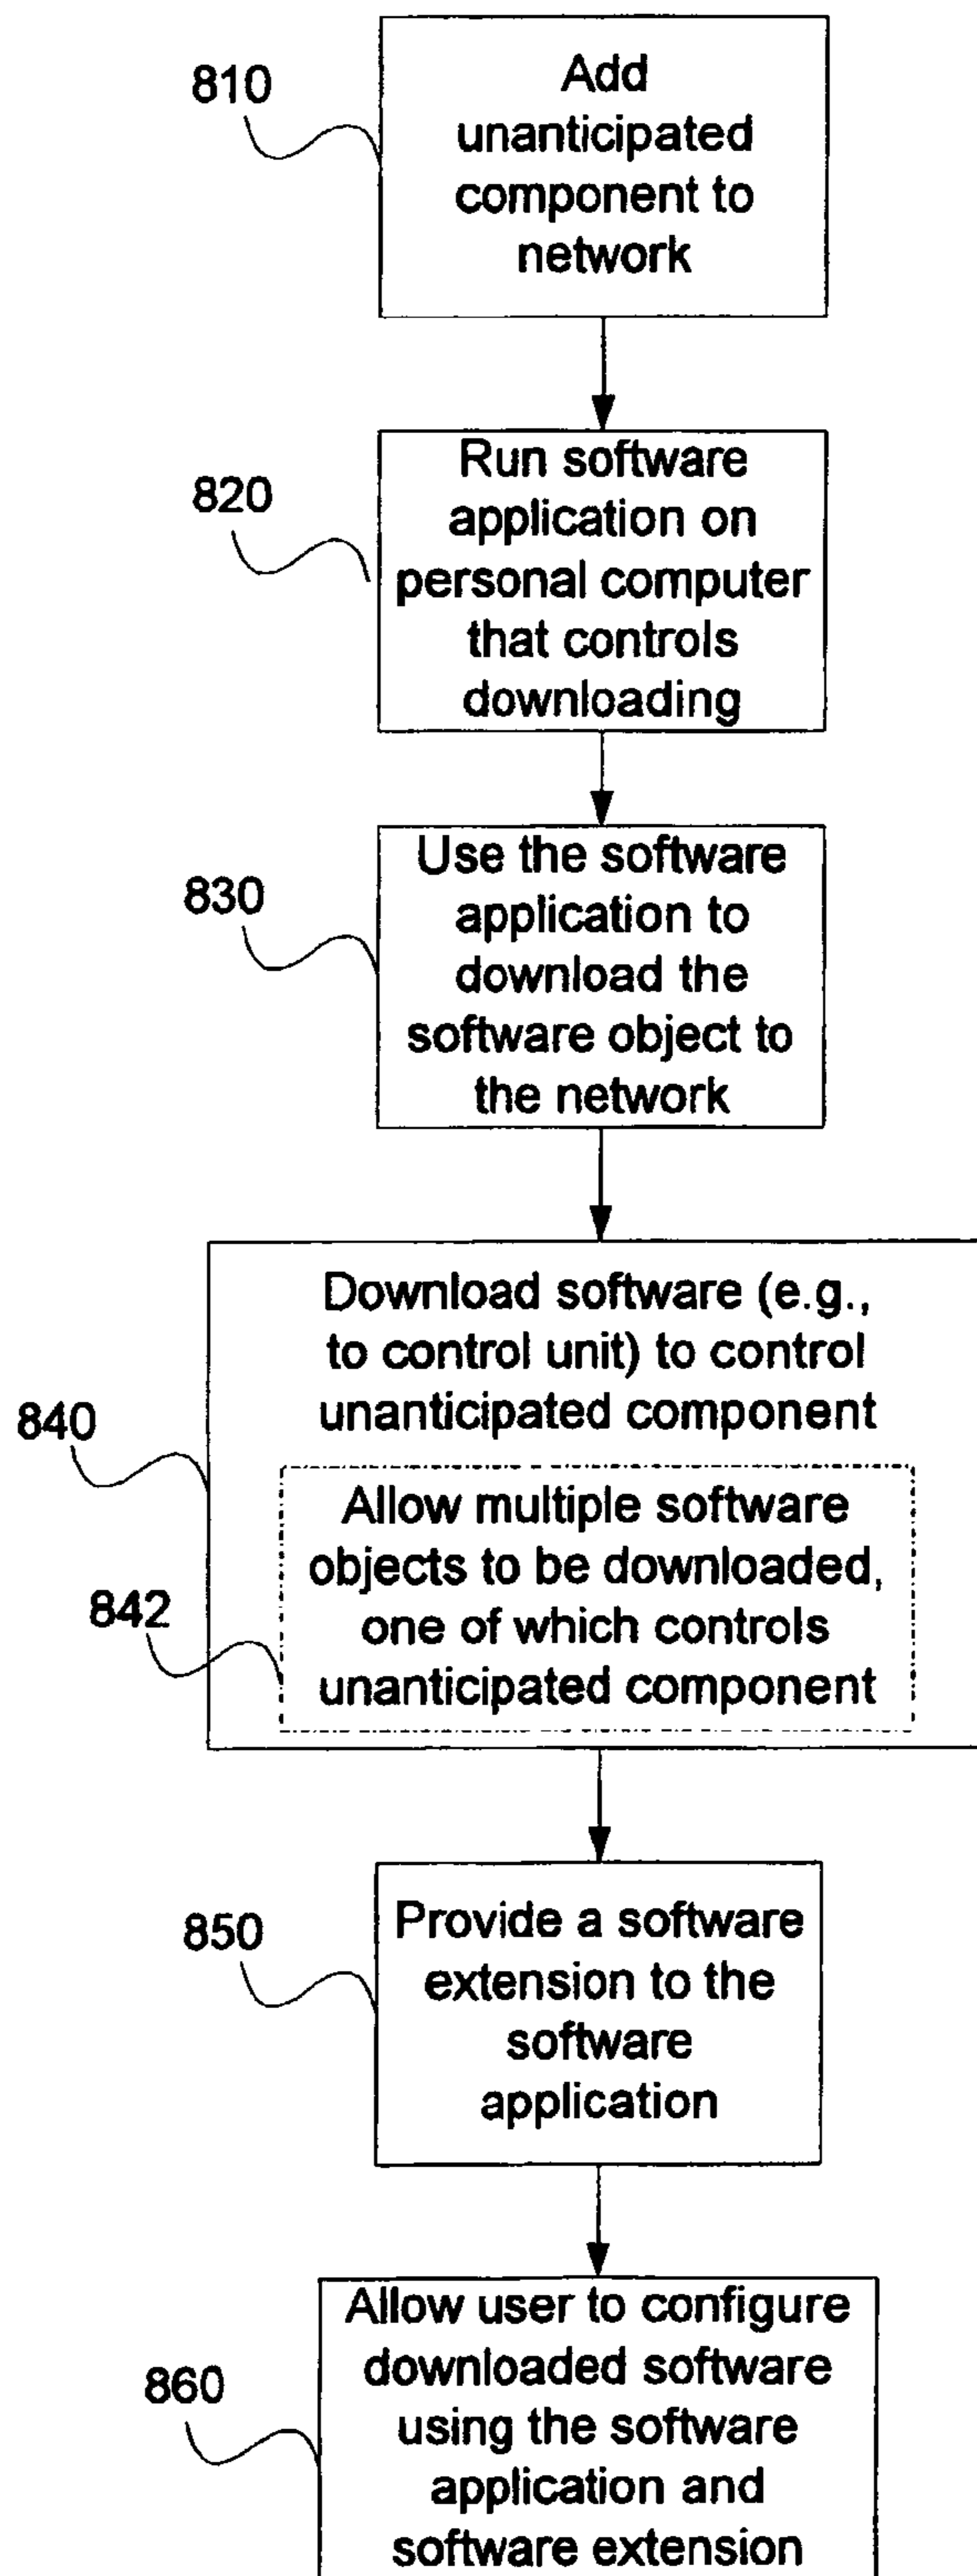 810
Add
unanticipated
component to
network
820
Run software
application on
personal computer
that controls
downloading
830
Use the software
application to
download the
software object to
the network
840
Download software (e.g.,
to control unit) to control
unanticipated component
842
Allow multiple software
objects to be downloaded,
one of which controls
unanticipated component
850
Provide a software
extension to the
software
application
860
Allow user to configure
downloaded software
using the software
application and
software extension